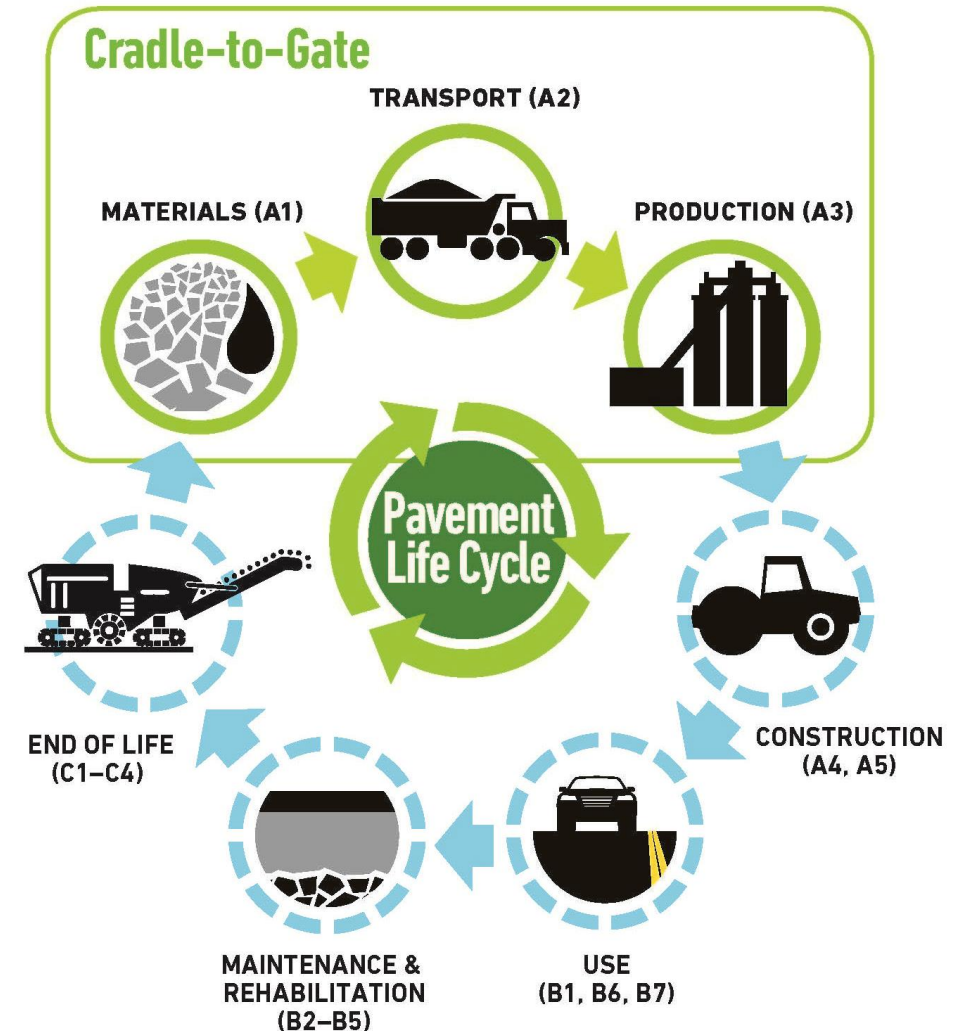 Cradle-to-Gate
TRANSPORT (A2)
MATERIALS (A1)
PRODUCTION (A3)
Pavement
Life Cycle
CONSTRUCTION
(A4, A5)
END OF LIFE
(C1–C4)
MAINTENANCE &
REHABILITATION
(B2–B5)
USE
(B1, B6, B7)